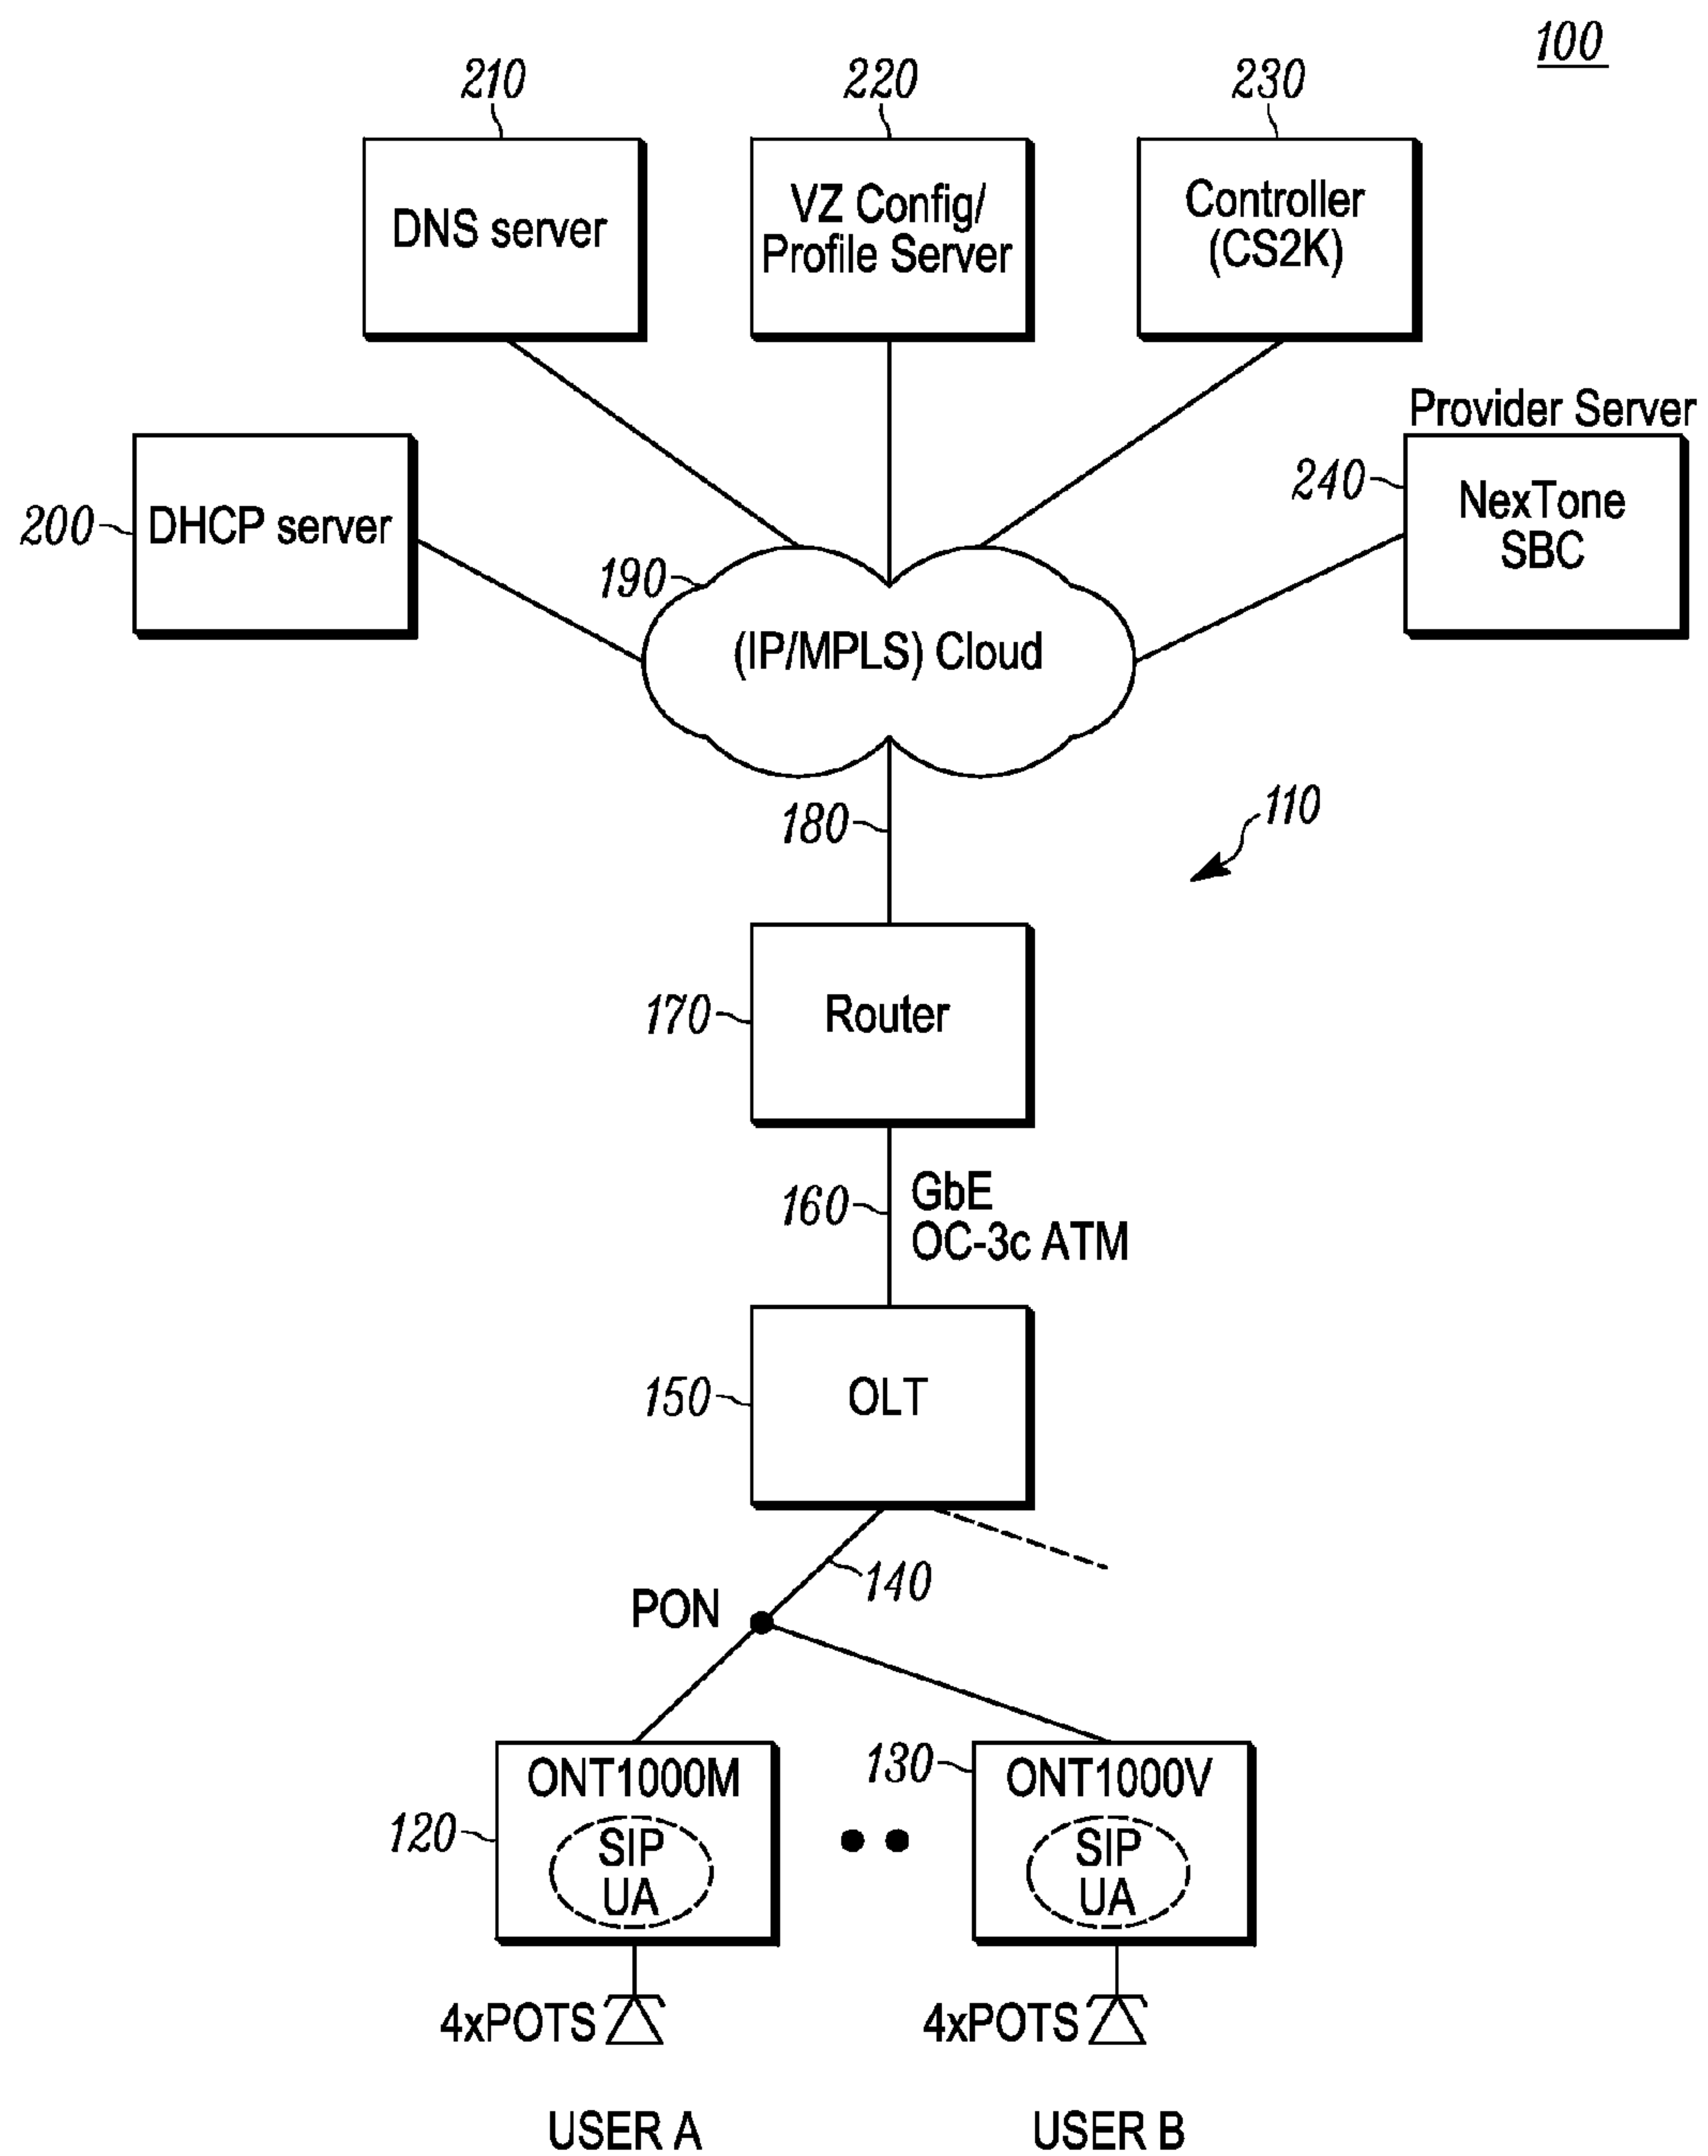 100
210
220
230
DNS server
VZ Config/
Profile Server
Controller
(CS2K)
Provider Server
200
DHCP server
240
NexTone
SBC
190
(IP/MPLS) Cloud
180
110
170
Router
160
GbE
OC-3c ATM
150
OLT
140
PON
120
ONT1000M
SIP
UA
130
ONT1000V
SIP
UA
4xPOTS
4xPOTS
USER A
USER B